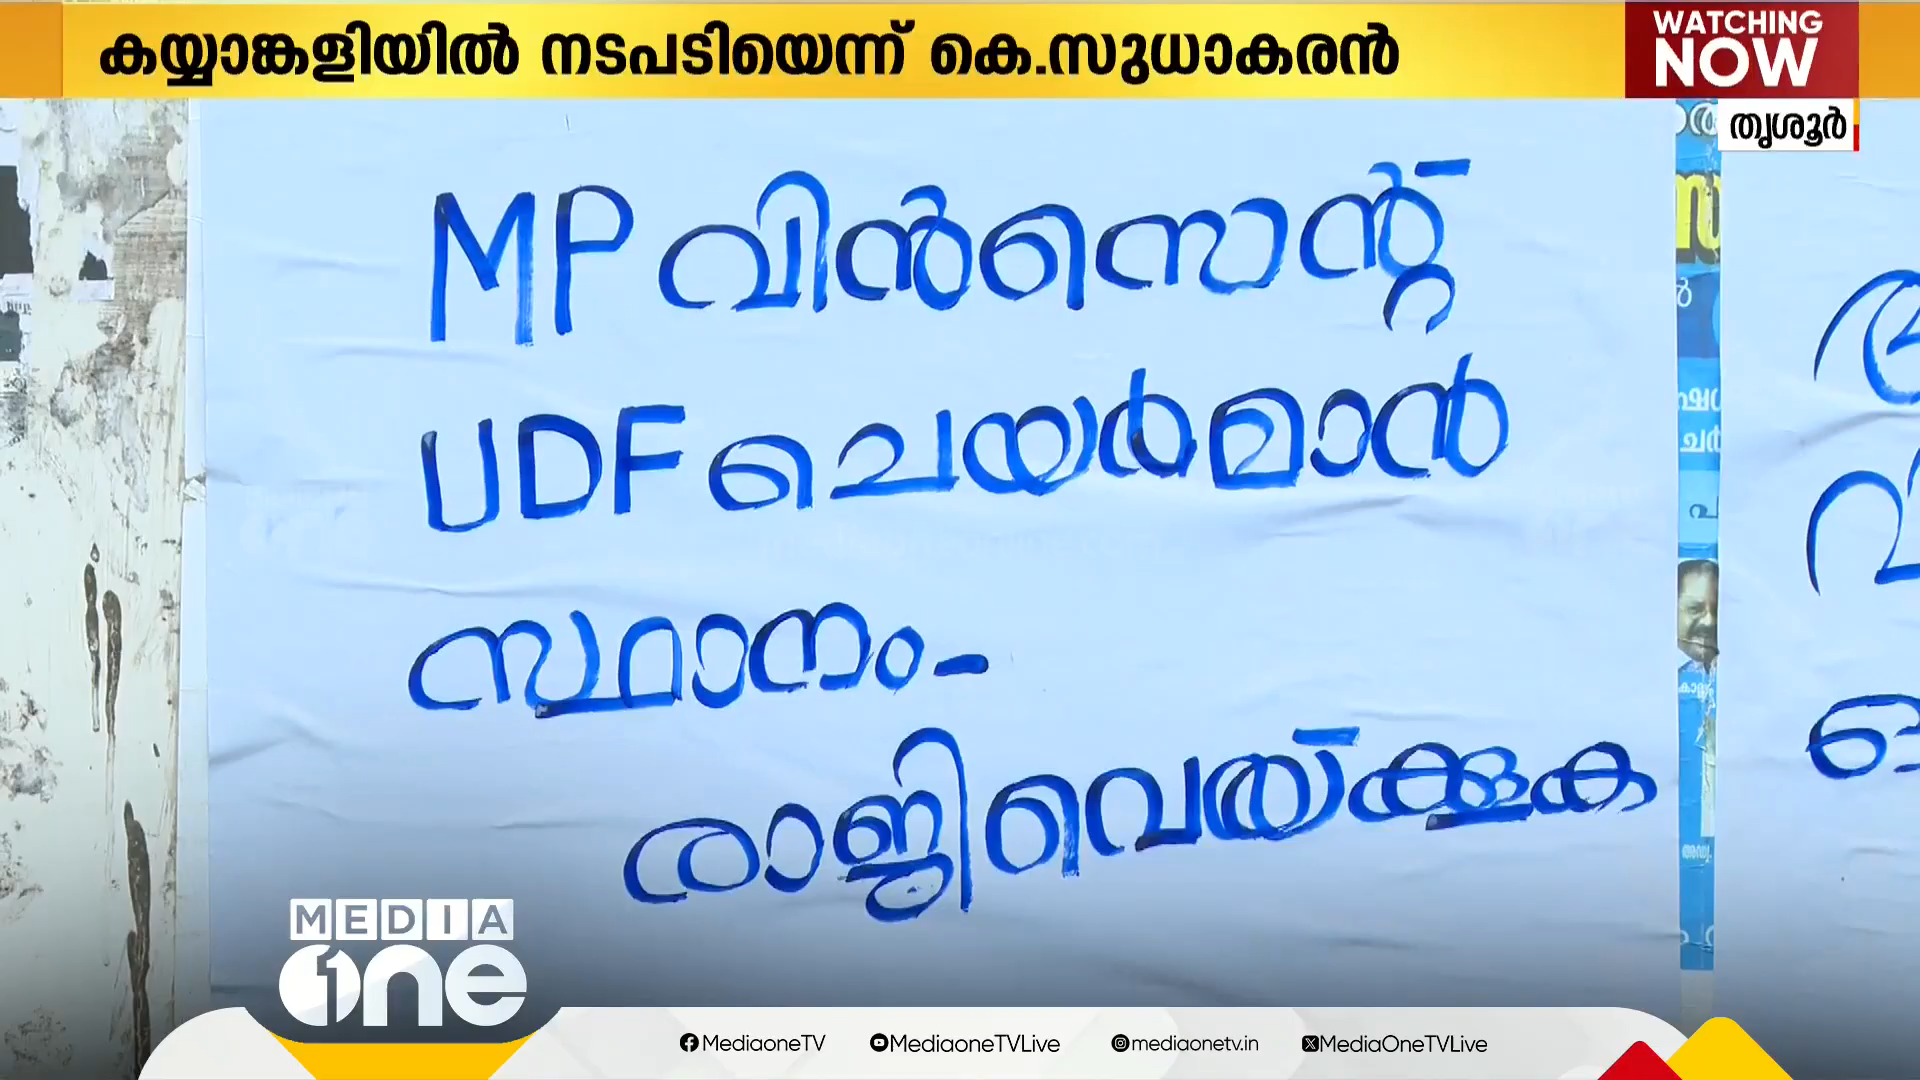 കയ്യാങ്കളിയിൽ നടപടിയെന്ന് കെ.സുധാകരൻ
WATCHING
NOW
തൃശൂർ
MP വിൻസെന്റ്
UDF ചെയർമാൻ
സ്ഥാനം-
രാജിവെയ്ക്കുക
MEDIA
one
MediaoneTV MediaoneTVLive mediaonetv.in MediaOneTVLive